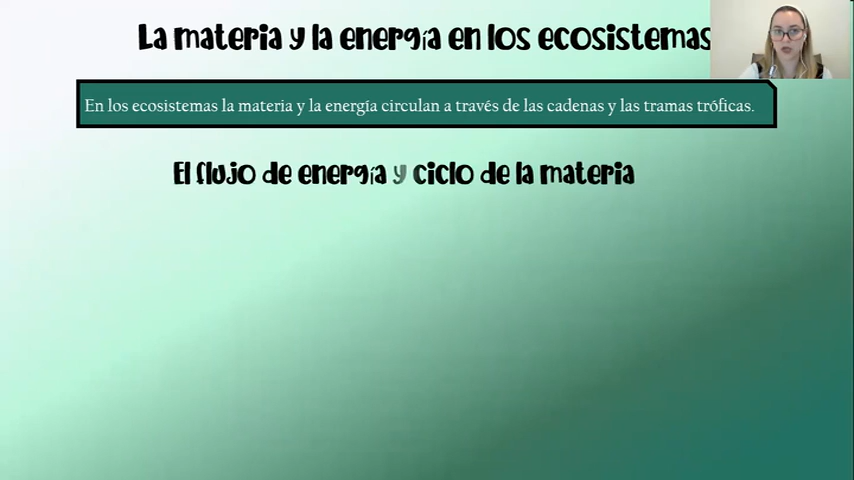 La materia y la energía en los ecosistemas
En los ecosistemas la materia y la energía circulan a través de las cadenas y las tramas tróficas.
El flujo de energía y ciclo de la materia